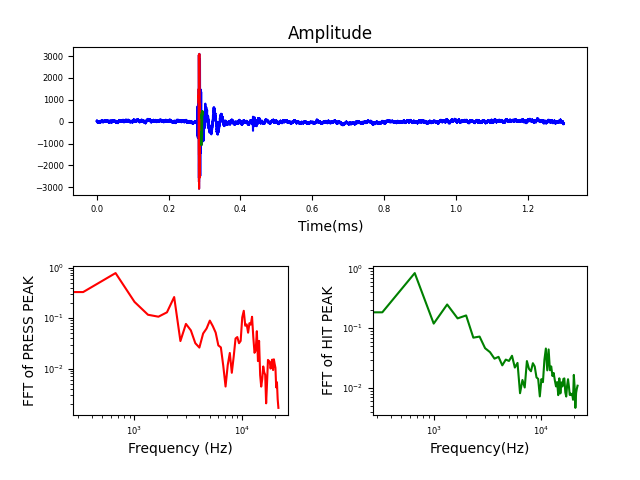 Amplitude
3000
2000
1000
0
−1000
−2000
−3000
0.0 0.2 0.4 0.6 0.8 1.0 1.2
Time(ms)
FFT of PRESS PEAK
10⁰
10⁻¹
10⁻²
10³ 10⁴
Frequency (Hz)
FFT of HIT PEAK
10⁰
10⁻¹
10⁻²
10³ 10⁴
Frequency(Hz)